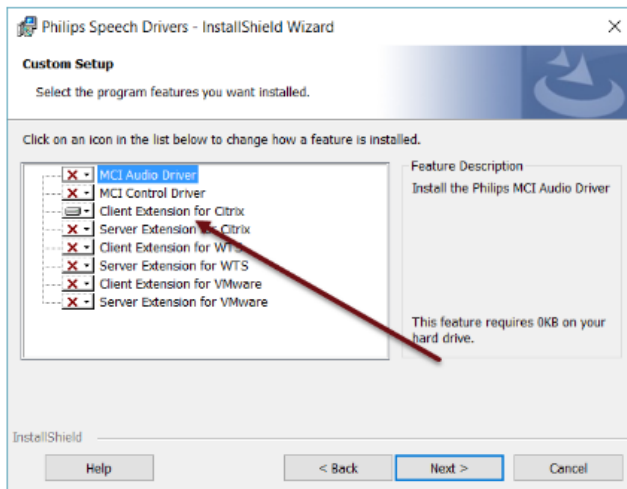 Philips Speech Drivers - InstallShield Wizard
Custom Setup
Select the program features you want installed.
Click on an icon in the list below to change how a feature is installed.
MCI Audio Driver
MCI Control Driver
Client Extension for Citrix
Server Extension for Citrix
Client Extension for WTS
Server Extension for WTS
Client Extension for VMware
Server Extension for VMware
Feature Description
Install the Philips MCI Audio Driver
This feature requires 0KB on your
hard drive.
InstallShield
Help
< Back
Next >
Cancel